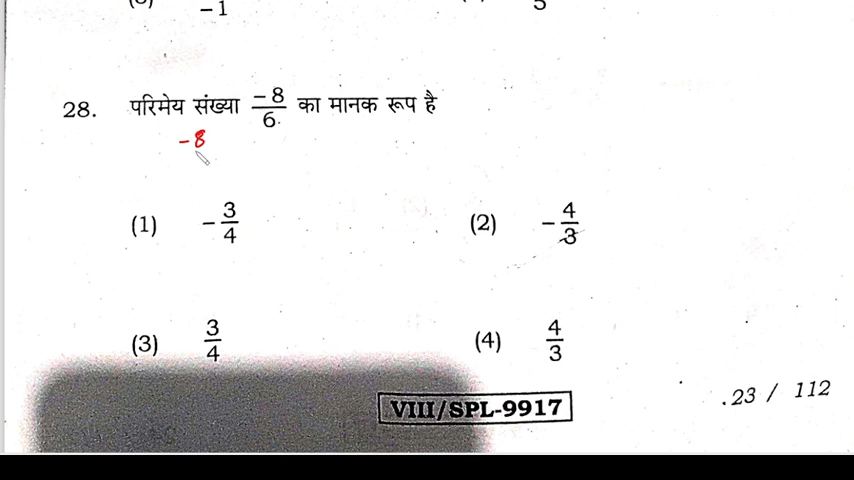 -1
28. परिमेय संख्या -8/6 का मानक रूप है
-8
(1) -3/4 (2) -4/3
(3) 3/4 (4) 4/3
VIII/SPL-9917
23 / 112